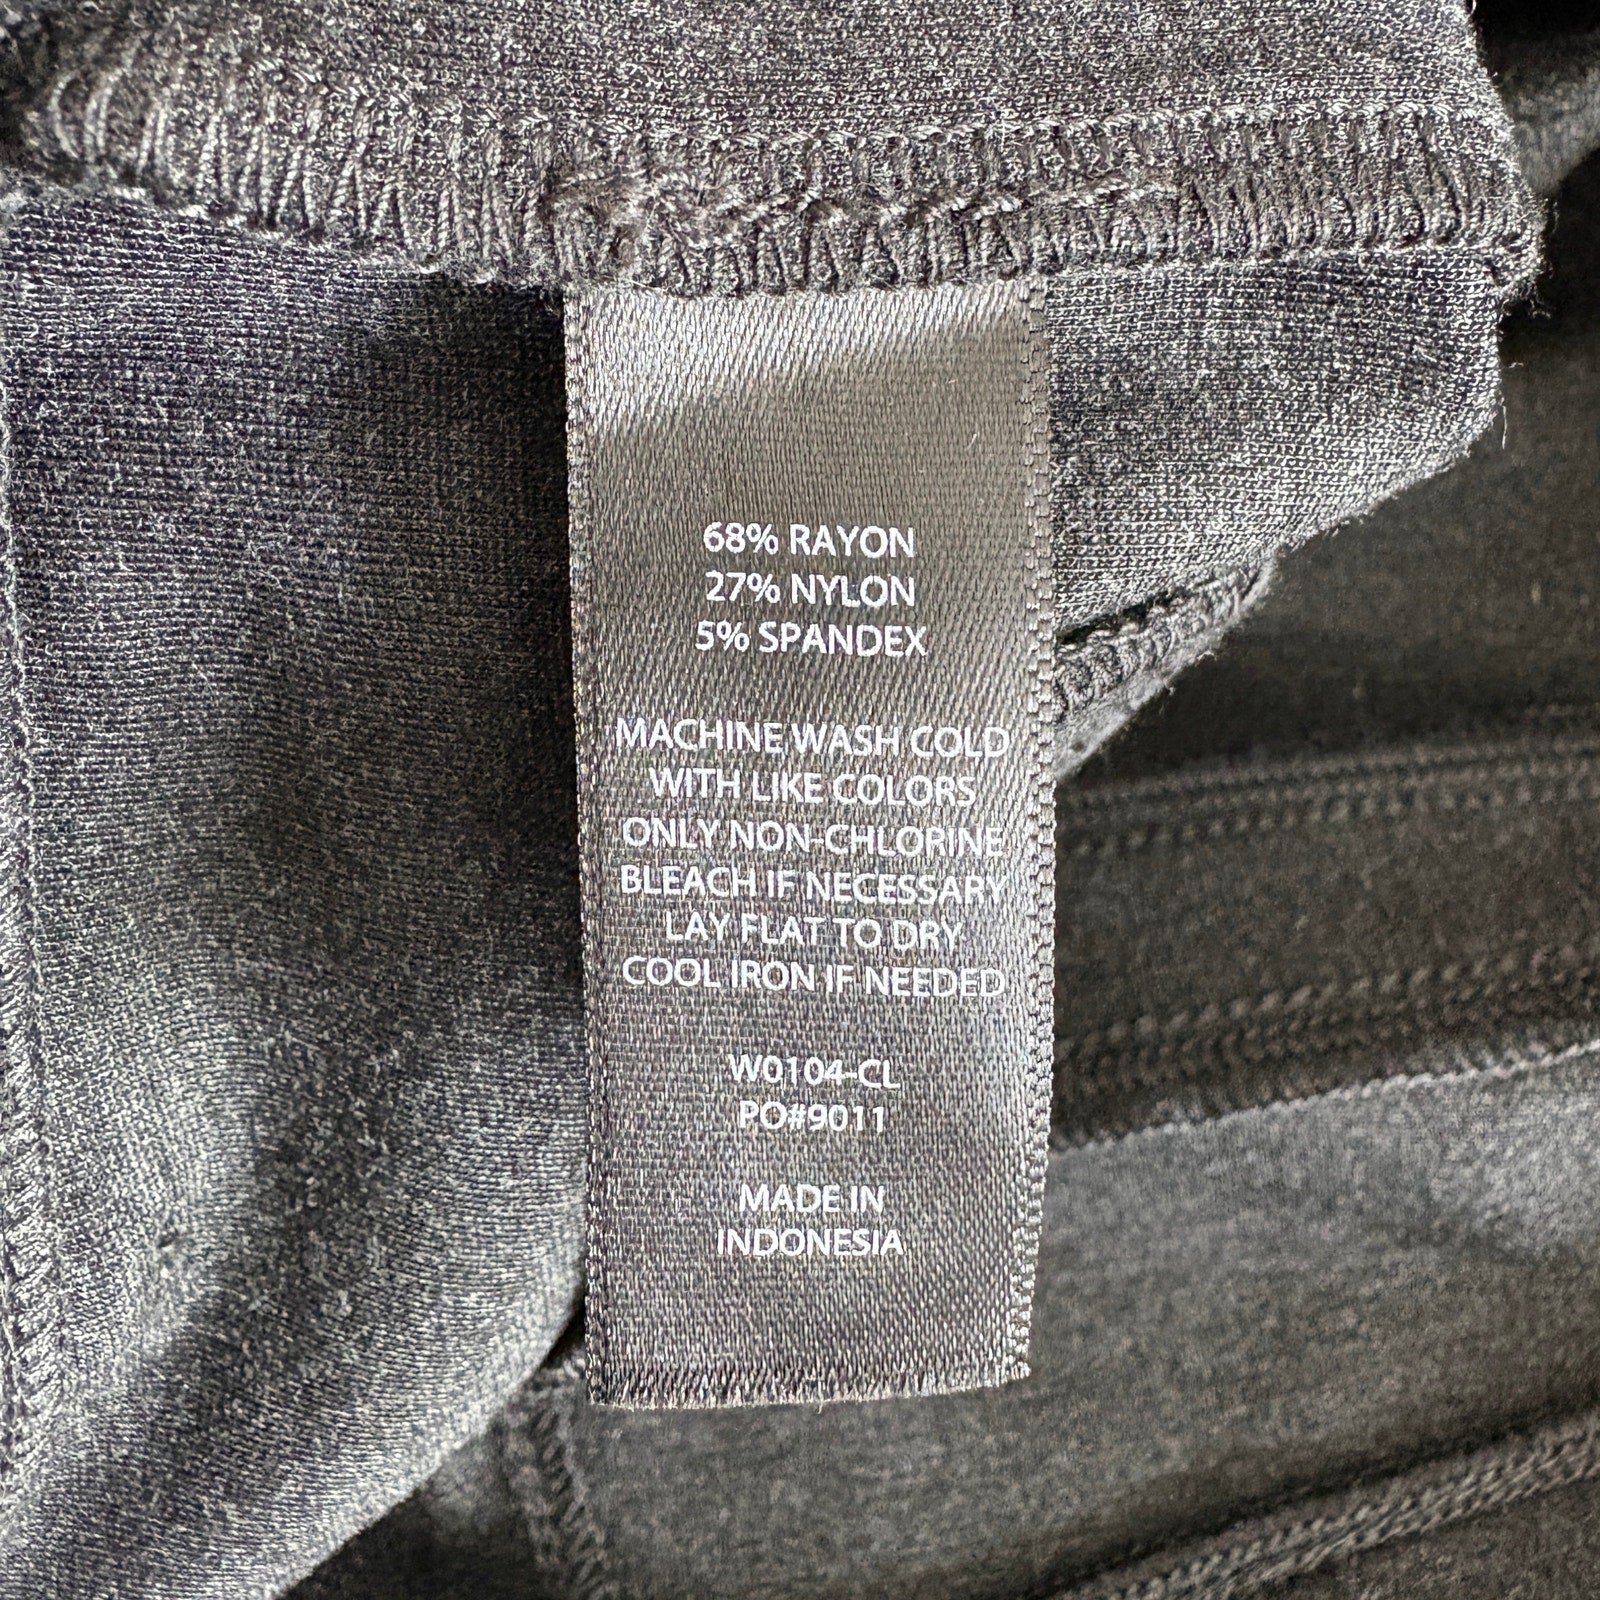 68% RAYON
27% NYLON
5% SPANDEX
MACHINE WASH COLD
WITH LIKE COLORS
ONLY NON-CHLORINE
BLEACH IF NECESSARY
LAY FLAT TO DRY
COOL IRON IF NEEDED
W0104-CL
PO#9011
MADE IN
INDONESIA